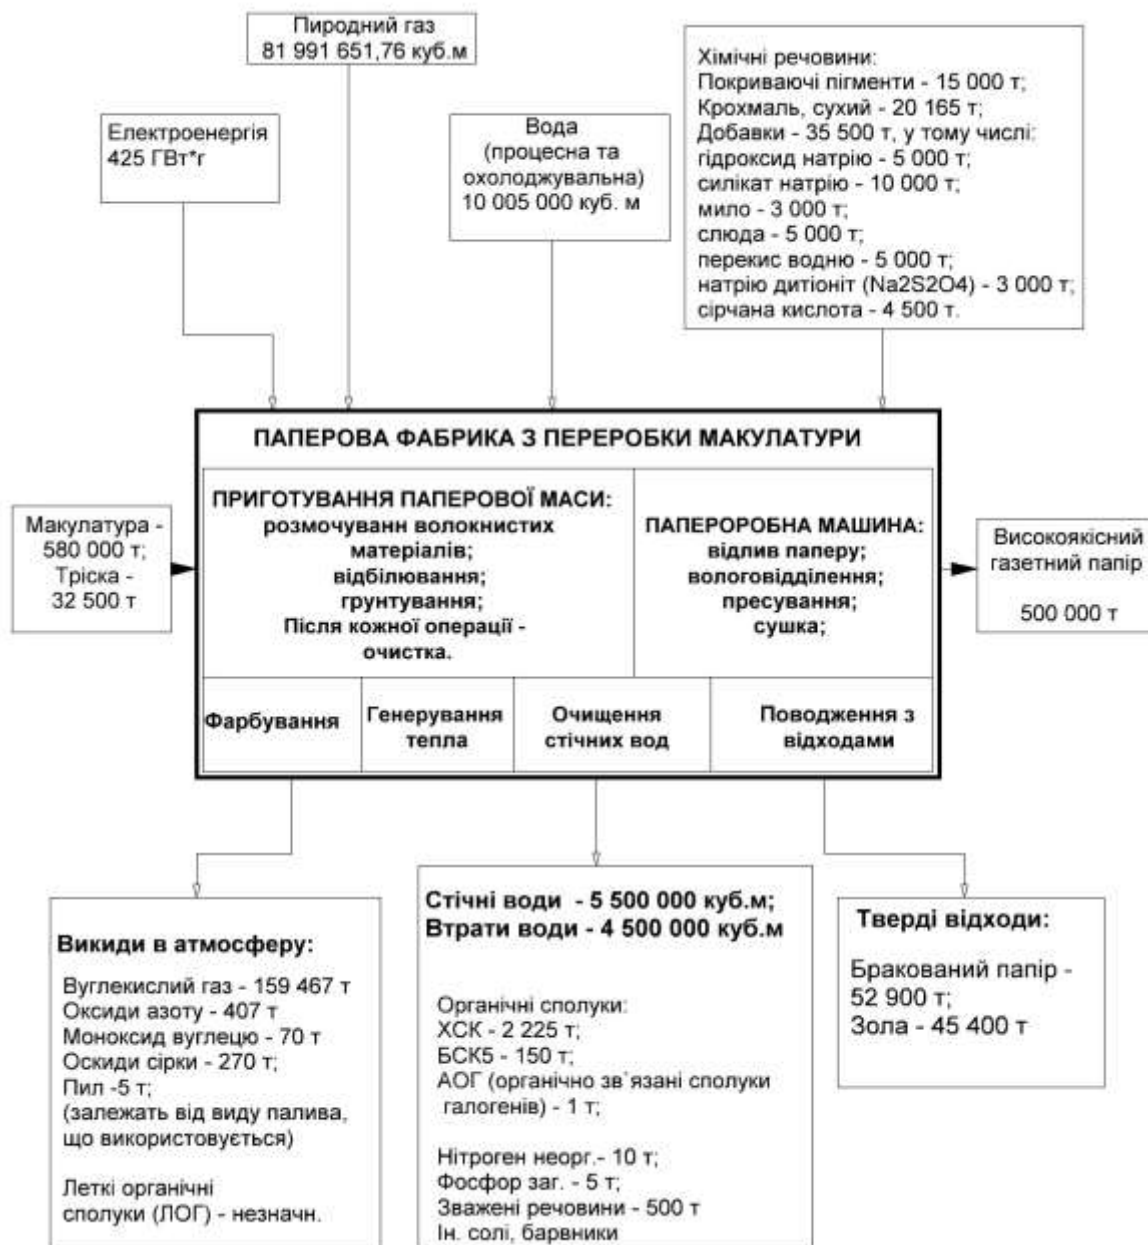 Пиродний газ
81 991 651,76 куб.м
Електроенергія
425 ГВт*г
Вода
(процесна та
охолоджувальна)
10 005 000 куб. м
Хімічні речовини:
Покриваючі пігменти - 15 000 т;
Крохмаль, сухий - 20 165 т;
Добавки - 35 500 т, у тому числі:
гідроксид натрію - 5 000 т;
силікат натрію - 10 000 т;
мило - 3 000 т;
слюда - 5 000 т;
перекис водню - 5 000 т;
натрію дитіоніт (Na2S2O4) - 3 000 т;
сірчана кислота - 4 500 т.
ПАПЕРОВА ФАБРИКА З ПЕРЕРОБКИ МАКУЛАТУРИ
Макулатура -
580 000 т;
Тріска -
32 500 т
ПРИГОТУВАННЯ ПАПЕРОВОЇ МАСИ:
розмочуванн волокнистих
матеріалів;
відбілювання;
грунтування;
Після кожної операції -
очистка.
ПАПЕРОРОБНА МАШИНА:
відлив паперу;
вологовідділення;
пресування;
сушка;
Високоякісний
газетний папір
500 000 т
Фарбування
Генерування
тепла
Очищення
стічних вод
Поводження з
відходами
Викиди в атмосферу:
Вуглекислий газ - 159 467 т
Оксиди азоту - 407 т
Моноксид вуглецю - 70 т
Оскиди сірки - 270 т;
Пил -5 т;
(залежать від виду палива,
що використовується)
Леткі органічні
сполуки (ЛОГ) - незначн.
Стічні води - 5 500 000 куб.м;
Втрати води - 4 500 000 куб.м
Органічні сполуки:
ХСК - 2 225 т;
БСК5 - 150 т;
АОГ (органічно зв`язані сполуки
галогенів) - 1 т;
Нітроген неорг.- 10 т;
Фосфор заг. - 5 т;
Зважені речовини - 500 т
Ін. солі, барвники
Тверді відходи:
Бракований папір -
52 900 т;
Зола - 45 400 т